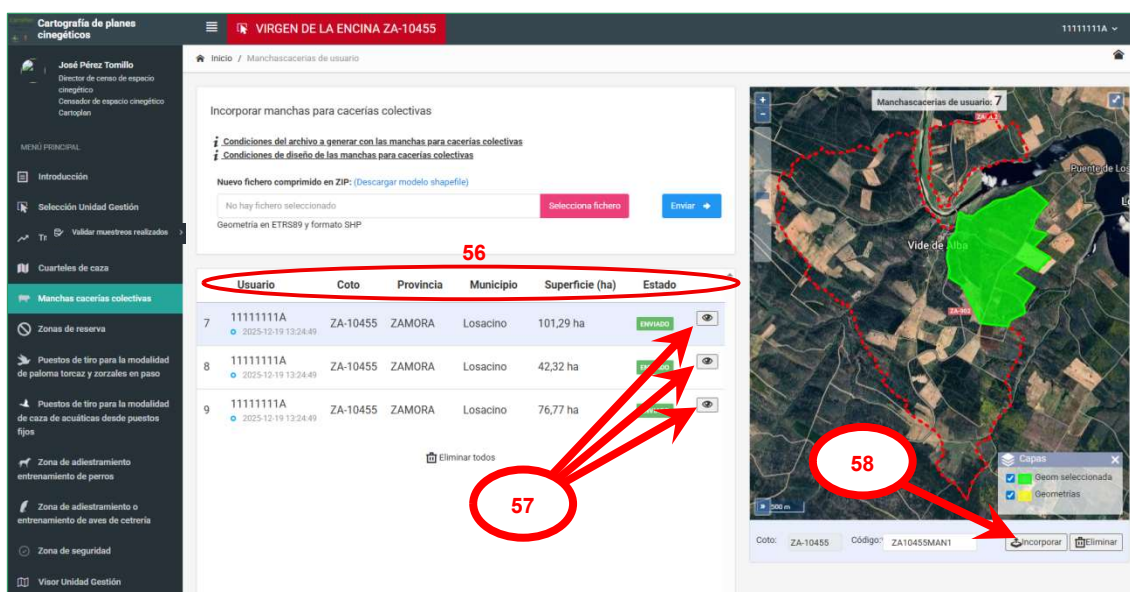 Cartografía de planes
cinegéticos
VIRGEN DE LA ENCINA ZA-10455
11111111A
José Pérez Tomillo
Director de censo de espacio
cinegético
Censador de espacio cinegético
Cartoplan
MENÚ PRINCIPAL
Introducción
Selección Unidad Gestión
Validar muestreos realizados
Cuarteles de caza
Manchas cacerías colectivas
Zonas de reserva
Puestos de tiro para la modalidad
de paloma torcaz y zorzales en paso
Puestos de tiro para la modalidad
de caza de acuáticas desde puestos
fijos
Zona de adiestramiento
entrenamiento de perros
Zona de adiestramiento o
entrenamiento de aves de cetrería
Zona de seguridad
Visor Unidad Gestión
Inicio / Manchascacerias de usuario
Incorporar manchas para cacerías colectivas
Condiciones del archivo a generar con las manchas para cacerías colectivas
Condiciones de diseño de las manchas para cacerías colectivas
Nuevo fichero comprimido en ZIP: (Descargar modelo shapefile)
No hay fichero seleccionado
Selecciona fichero
Enviar
Geometría en ETRS89 y formato SHP
56
Usuario Coto Provincia Municipio Superficie (ha) Estado
7 11111111A ZA-10455 ZAMORA Losacino 101,29 ha ENVIADO
2025-12-19 13:24:49
8 11111111A ZA-10455 ZAMORA Losacino 42,32 ha
2025-12-19 13:24:49
9 11111111A ZA-10455 ZAMORA Losacino 76,77 ha
2025-12-19 13:24:49
Eliminar todos
57
+
-
Manchascacerias de usuario: 7
Puente de Los
Vide de Alba
ZA-902
58
Capas
Geom seleccionada
Geometrias
500 m
Coto: ZA-10455 Código: ZA10455MAN1 Incorporar Eliminar